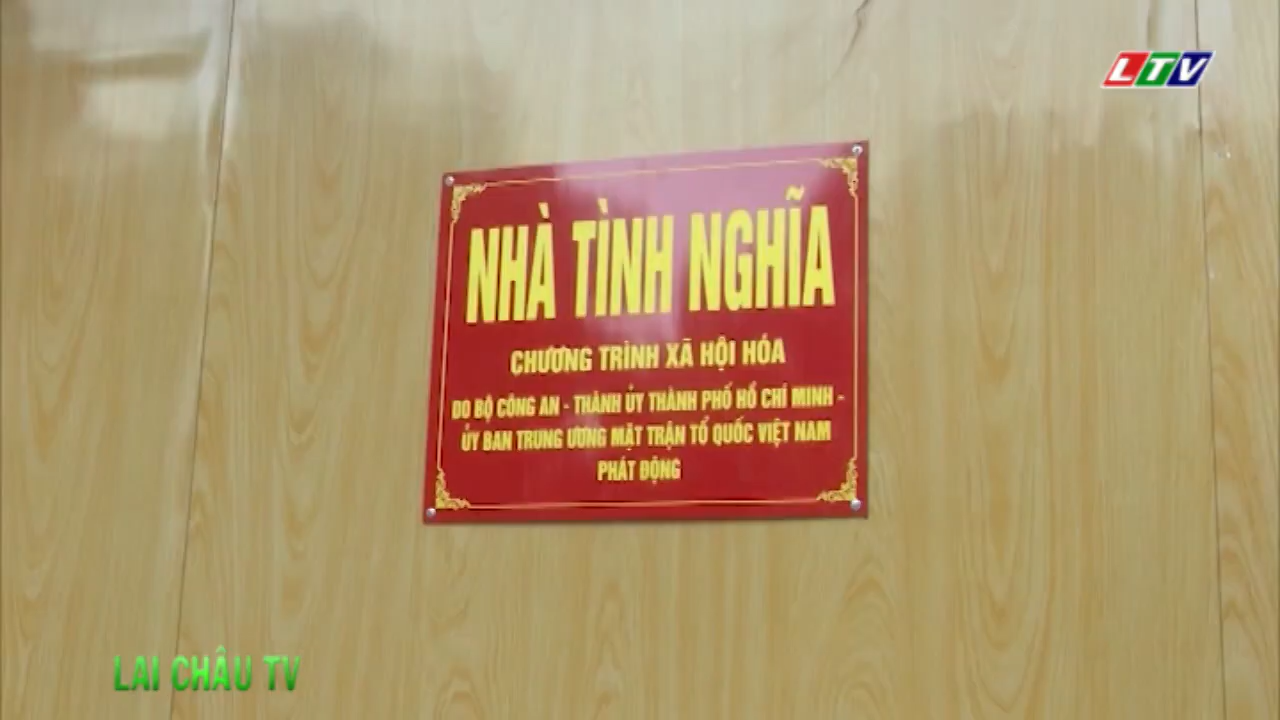 LTV
NHÀ TÌNH NGHĨA
CHƯƠNG TRÌNH XÃ HỘI HÓA
DO BỘ CÔNG AN - THÀNH ỦY THÀNH PHỐ HỒ CHÍ MINH -
ỦY BAN TRUNG ƯƠNG MẶT TRẬN TỔ QUỐC VIỆT NAM
PHÁT ĐỘNG
LAI CHÂU TV